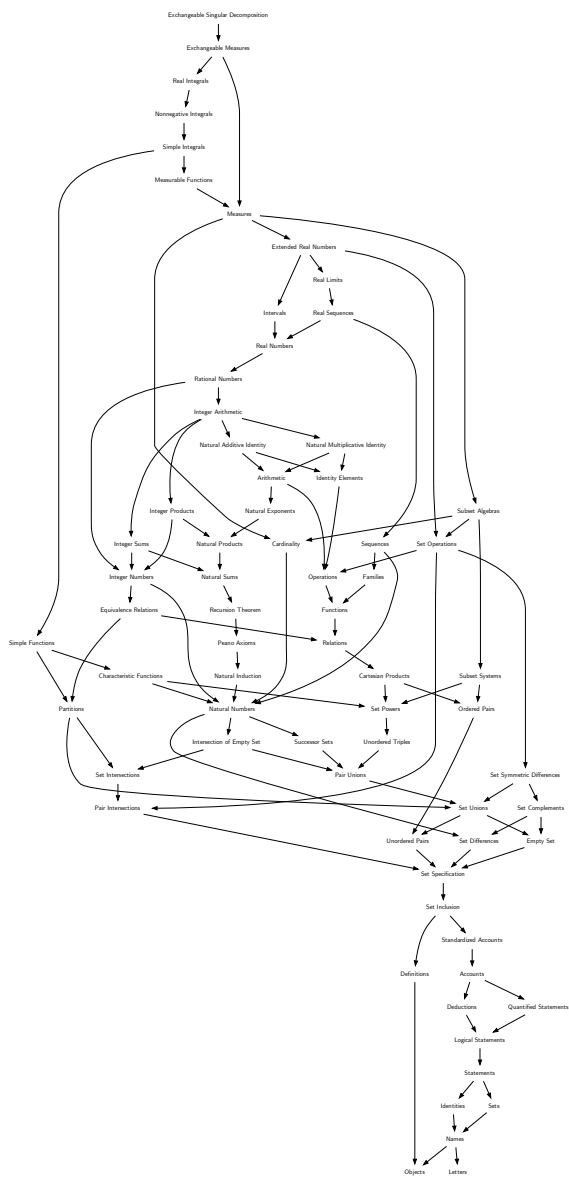 Exchangeable Singular Decomposition
Exchangeable Measures
Real Integrals
Nonnegative Integrals
Simple Integrals
Measurable Functions
Measures
Extended Real Numbers
Real Limits
Intervals
Real Sequences
Real Numbers
Rational Numbers
Integer Arithmetic
Natural Additive Identity
Natural Multiplicative Identity
Arithmetic
Identity Elements
Integer Products
Natural Exponents
Subset Algebras
Integer Sums
Natural Products
Cardinality
Sequences
Set Operations
Integer Numbers
Natural Sums
Operations
Families
Equivalence Relations
Recursion Theorem
Functions
Simple Functions
Peano Axioms
Relations
Characteristic Functions
Natural Induction
Cartesian Products
Subset Systems
Partitions
Natural Numbers
Set Powers
Ordered Pairs
Intersection of Empty Set
Successor Sets
Unordered Triples
Set Intersections
Pair Unions
Set Symmetric Differences
Pair Intersections
Set Unions
Set Complements
Unordered Pairs
Set Differences
Empty Set
Set Specification
Set Inclusion
Standardized Accounts
Definitions
Accounts
Deductions
Quantified Statements
Logical Statements
Statements
Identities
Sets
Names
Objects
Letters